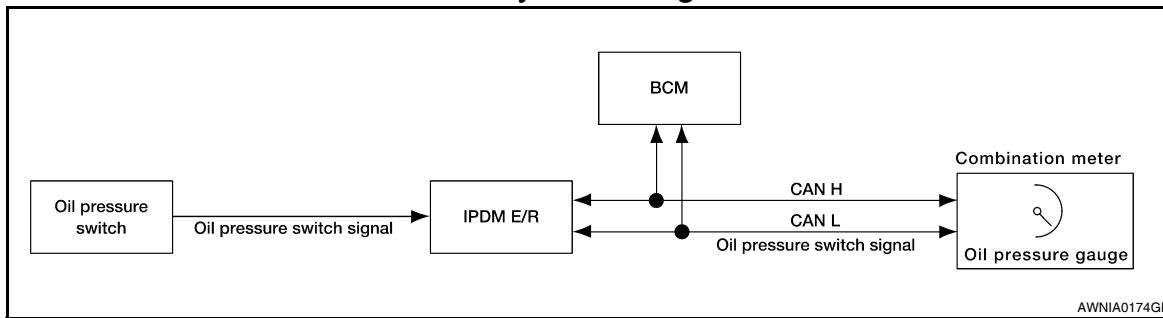 BCM
Combination meter
Oil pressure
switch
Oil pressure switch signal
IPDM E/R
CAN H
CAN L
Oil pressure switch signal
Oil pressure gauge